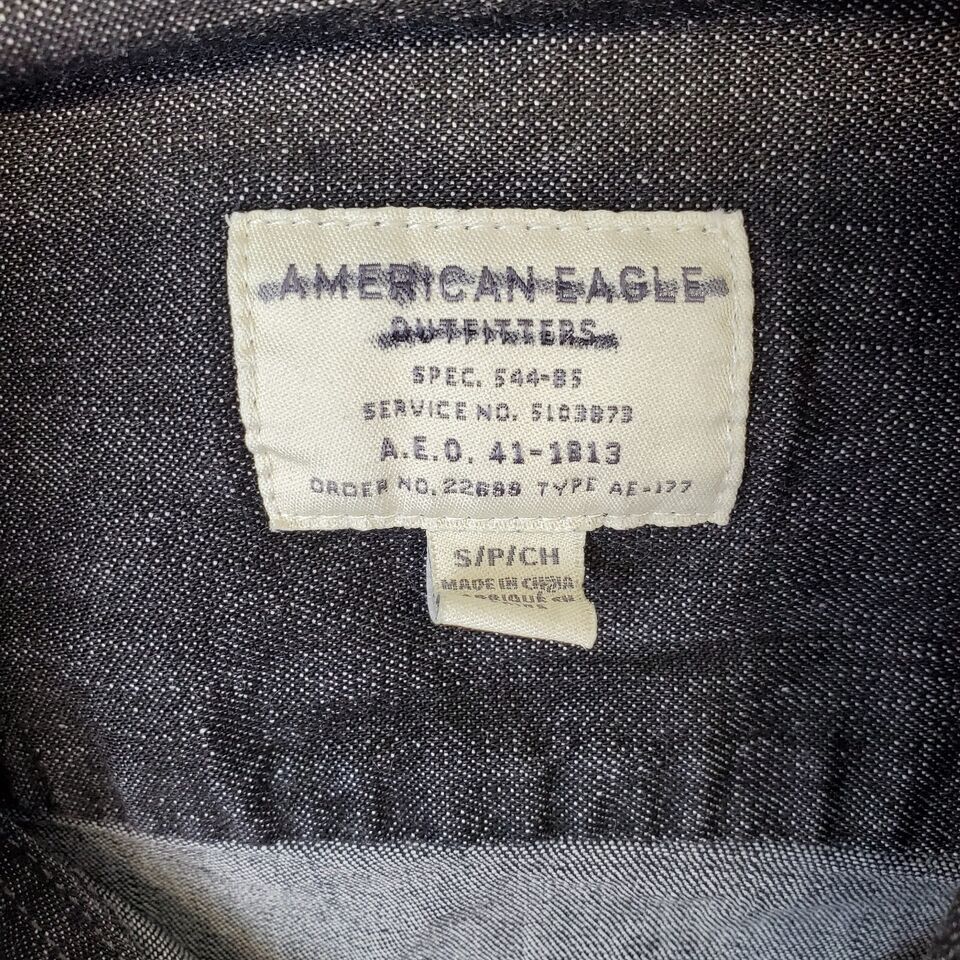 AMERICAN EAGLE
OUTFITTERS
SPEC. 544-85
SERVICE NO. 5103873
A.E.O. 41-1813
ORDER NO. 22688 TYPE AE-177
S/P/CH
MADE IN CHINA